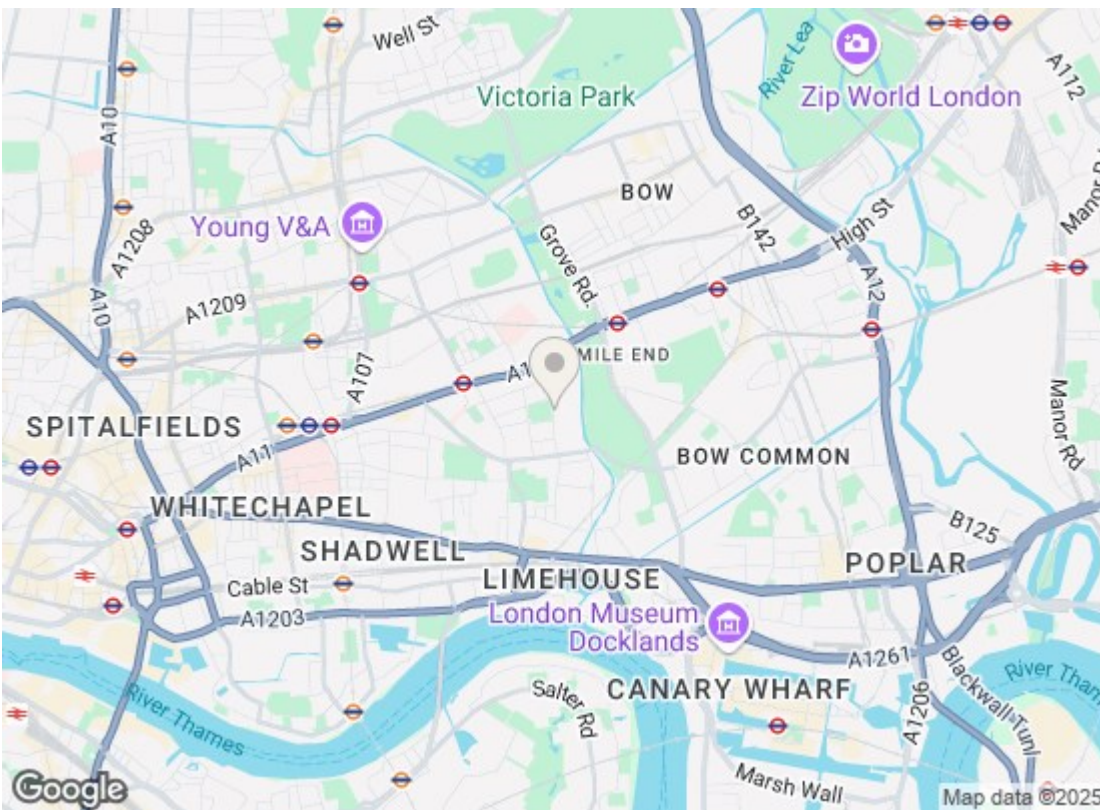 Well St
River Lea
A112
Victoria Park
Zip World London
A10
BOW
Manor
A1208
Young V&A
Grove Rd.
B142
High St
A10
A1209
A12
A107
MILE END
A1
SPITALFIELDS
A11
BOW COMMON
Manor Rd
WHITECHAPEL
B125
SHADWELL
POPLAR
Cable St
LIMEHOUSE
A1203
London Museum
Docklands
A1261
River Thames
Salter Rd
CANARY WHARF
A1206
Blackwall Tunl
River Tham
Marsh Wall
Google
Map data ©2025